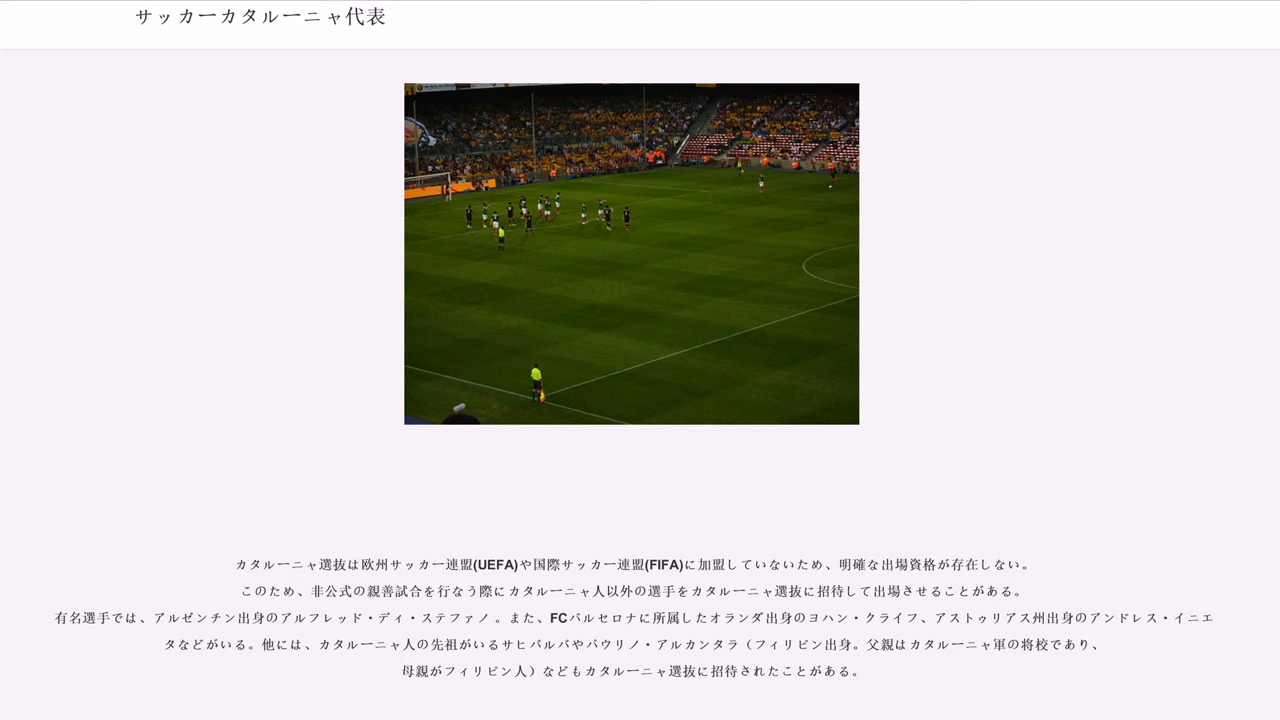 サッカーカタルーニャ代表
カタルーニャ選抜は欧州サッカー連盟(UEFA)や国際サッカー連盟(FIFA)に加盟していないため、明確な出場資格が存在しない。
このため、非公式の親善試合を行なう際にカタルーニャ人以外の選手をカタルーニャ選抜に招待して出場させることがある。
有名選手では、アルゼンチン出身のアルフレッド・ディ・ステファノ 。また、FCバルセロナに所属したオランダ出身のヨハン・クライフ、アストゥリアス州出身のアンドレス・イニエ
タなどがいる。他には、カタルーニャ人の先祖がいるサヒバルバやパウリノ・アルカンタラ（フィリピン出身。父親はカタルーニャ軍の将校であり、
母親がフィリピン人）などもカタルーニャ選抜に招待されたことがある。